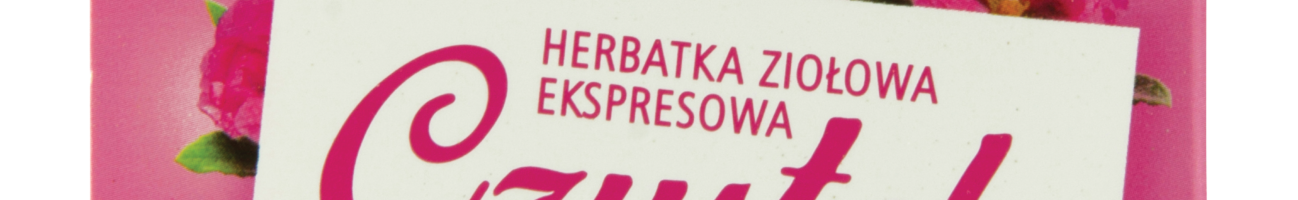 HERBATKA ZIOŁOWA
EKSPRESOWA